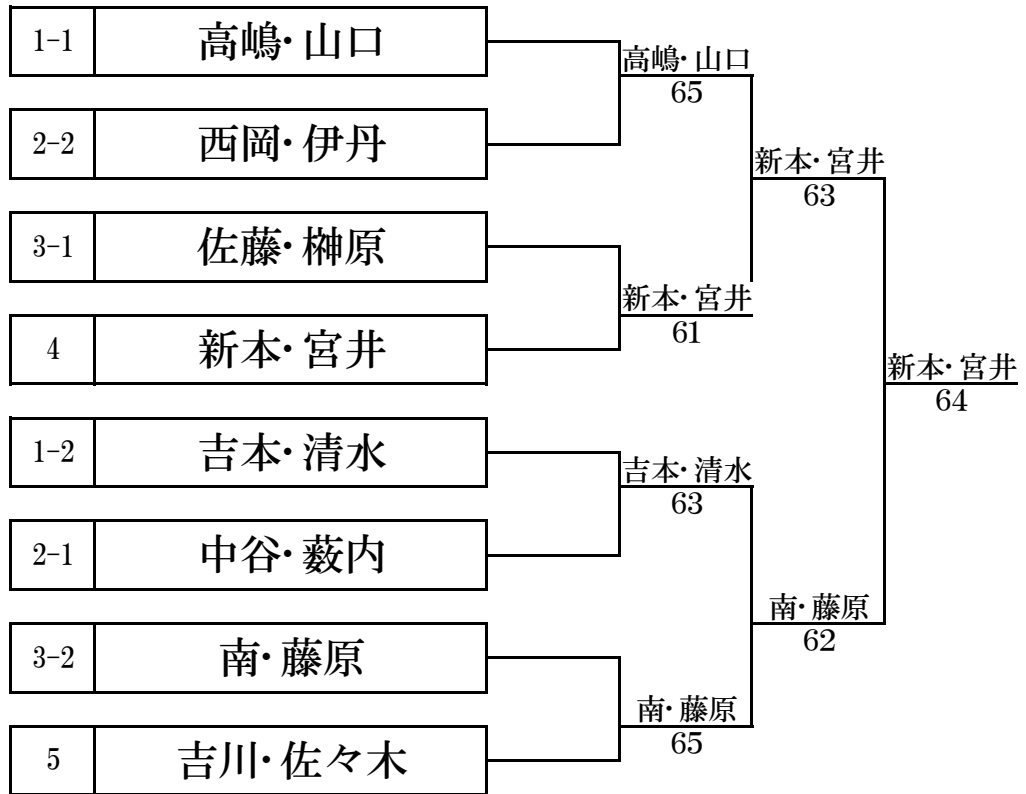 1-1 高嶋・山口
2-2 西岡・伊丹
3-1 佐藤・榊原
4 新本・宮井
1-2 吉本・清水
2-1 中谷・薮内
3-2 南・藤原
5 吉川・佐々木
高嶋・山口
65
新本・宮井
61
吉本・清水
63
南・藤原
65
新本・宮井
63
南・藤原
62
新本・宮井
64